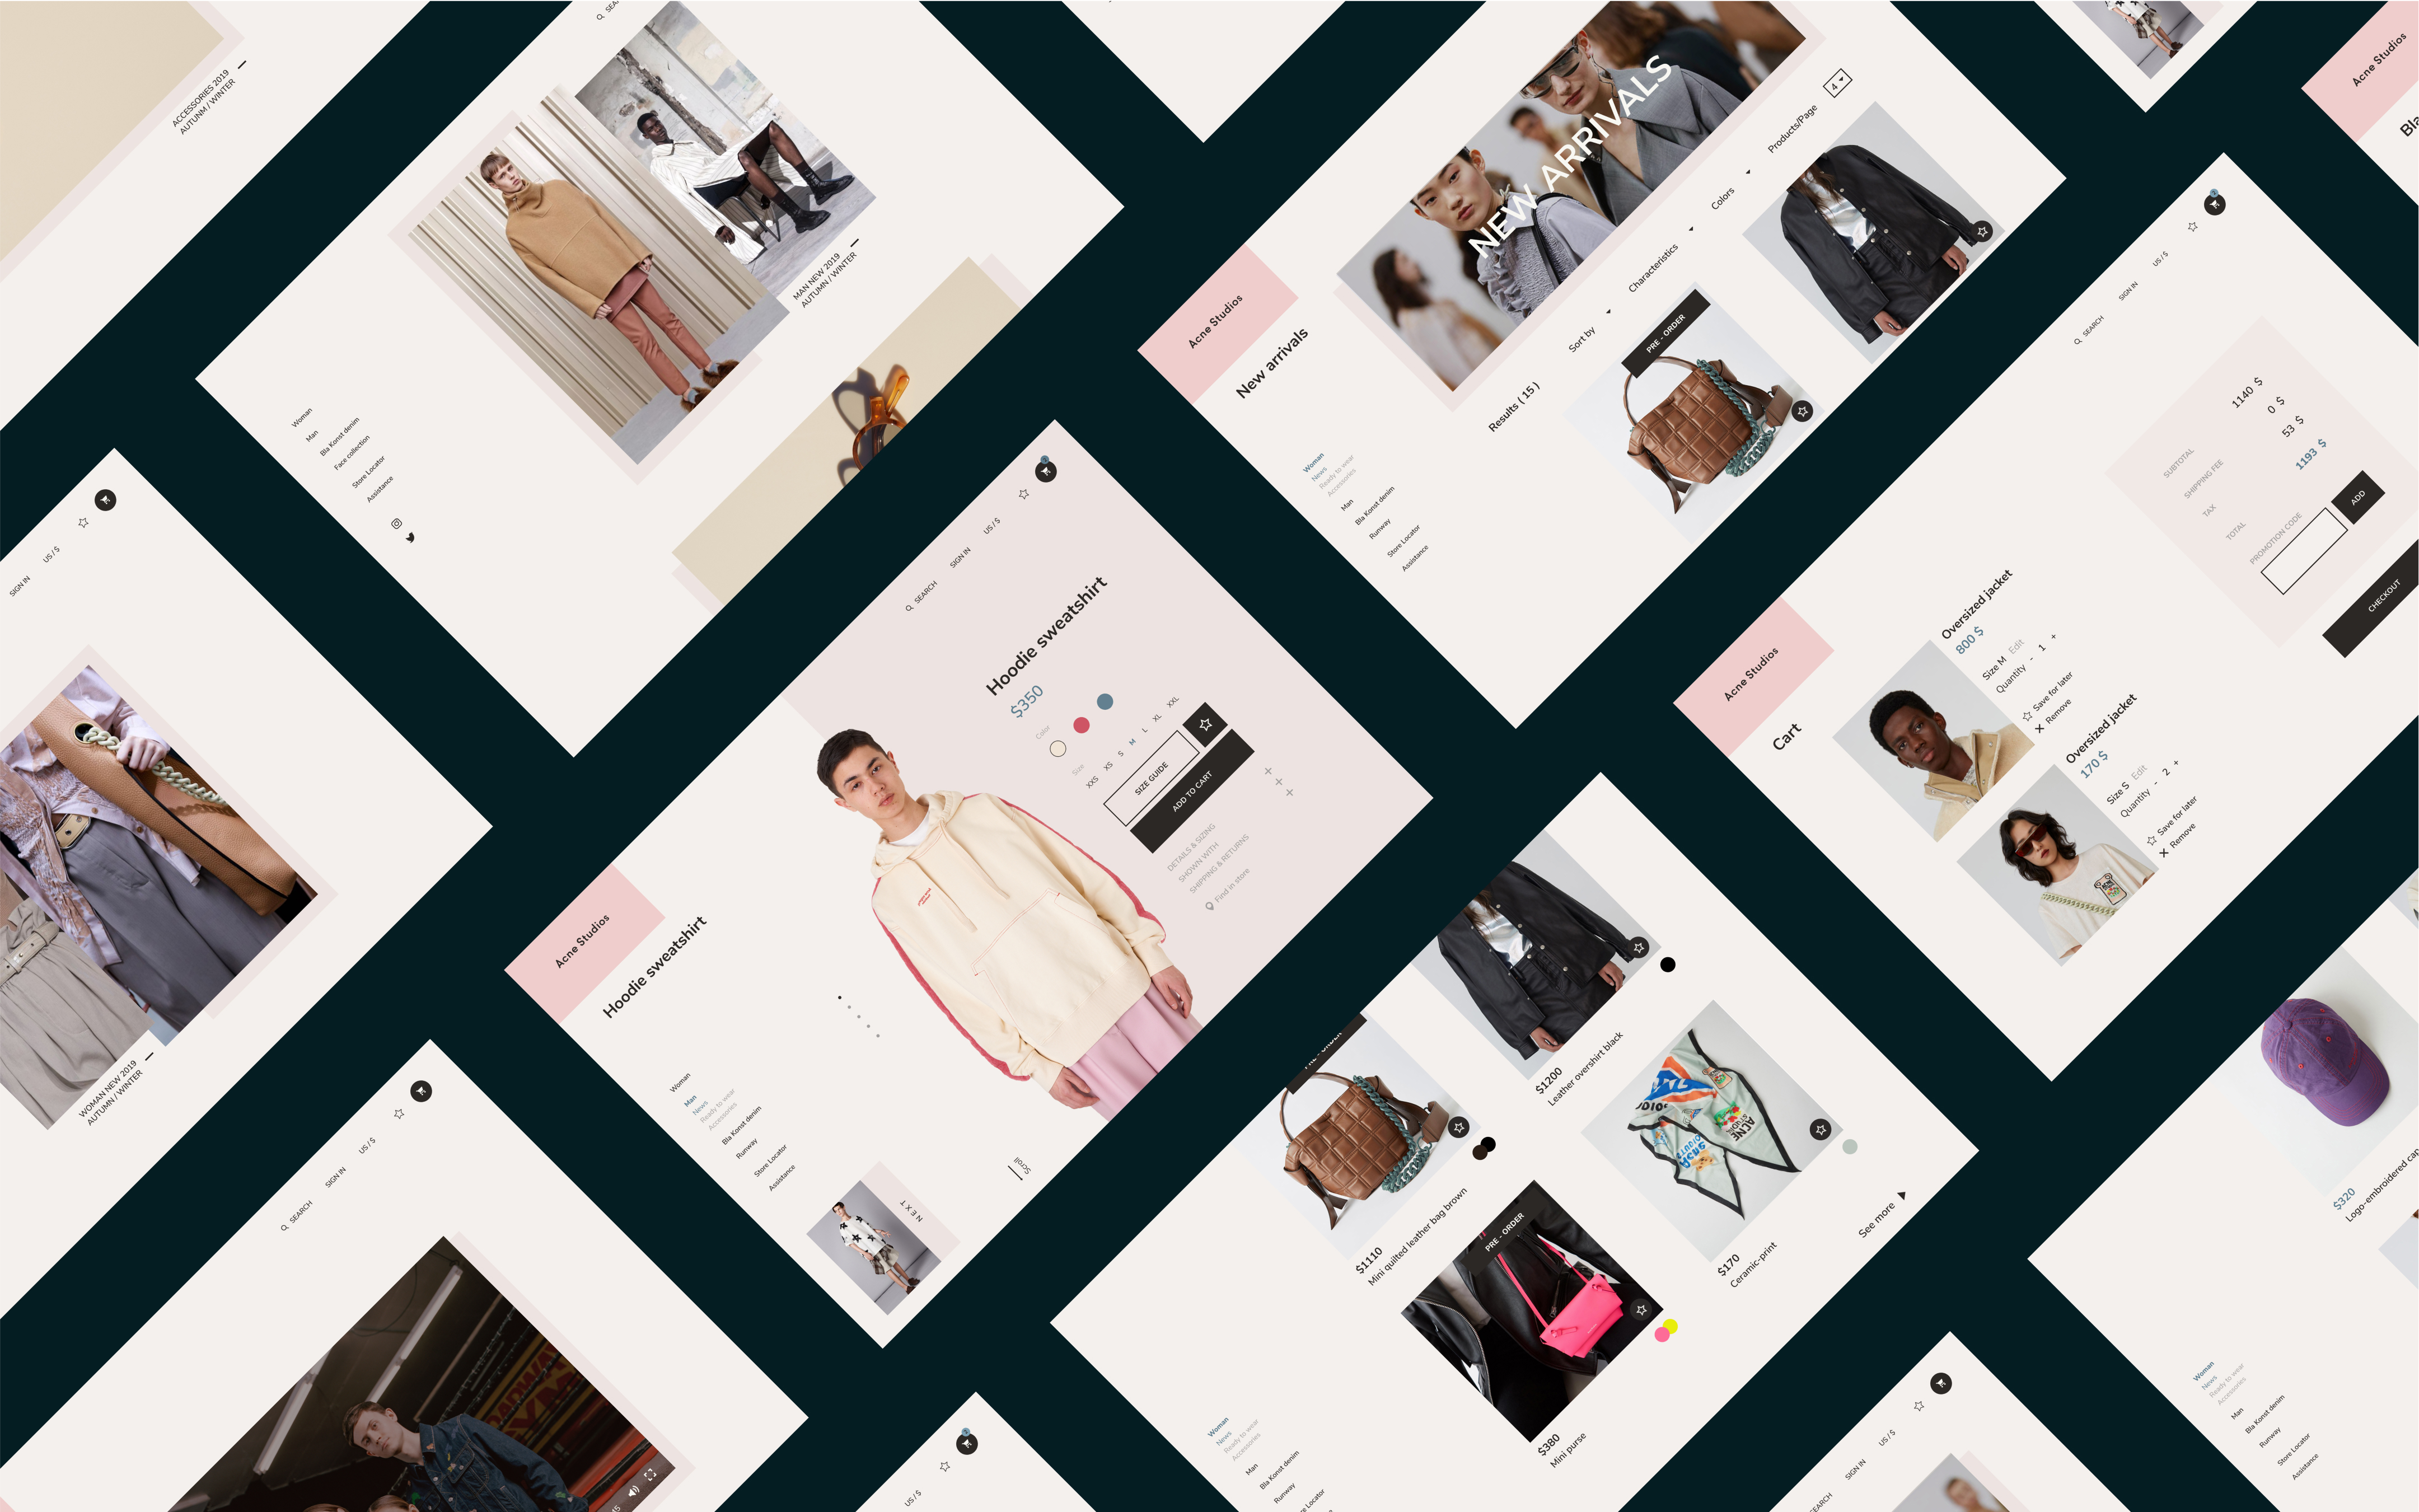 ACCESSORIES 2019
AUTUNM / WINTER
MAN NEW 2019
AUTUMN / WINTER
Woman
Man
Bla Konst denim
Face collection
Store Locator
Assistance
SIGN IN
US / $
WOMAN NEW 2019
AUTUMN / WINTER
SEARCH
SIGN IN
US / $
Acne Studios
Hoodie sweatshirt
Woman
Man
News
Ready to wear
Accessories
Bla Konst denim
Runway
Store Locator
Assistance
SEARCH
SIGN IN
US / $
Hoodie sweatshirt
$350
Color
Size
XXS XS S M L XL XXL
SIZE GUIDE
ADD TO CART
DETAILS & SIZING
SHOWN WITH
SHIPPING & RETURNS
Find in store
NEXT
Acne Studios
New arrivals
NEW ARRIVALS
Woman
News
Ready to wear
Accessories
Man
Bla Konst denim
Runway
Store Locator
Assistance
Results ( 15 )
Sort by
Characteristics
Colors
Products/Page
4
PRE - ORDER
Acne Studios
Cart
SEARCH
SIGN IN
US / $
Oversized jacket
800 $
Size M Edit
Quantity - 1 +
Save for later
Remove
Oversized jacket
170 $
Size S Edit
Quantity - 2 +
Save for later
Remove
SUBTOTAL 1140 $
SHIPPING FEE 0 $
TAX 53 $
TOTAL 1193 $
PROMOTION CODE
ADD
CHECKOUT
Acne Studios
$1200
Leather overshirt black
$1110
Mini quilted leather bag brown
PRE - ORDER
$170
Ceramic-print
$380
Mini purse
See more
Woman
News
Ready to wear
Accessories
Man
Bla Konst denim
Runway
$320
Logo-embroidered cap
Woman
News
Ready to wear
Accessories
Man
Bla Konst denim
Runway
Store Locator
Assistance
US / $
SIGN IN
US / $